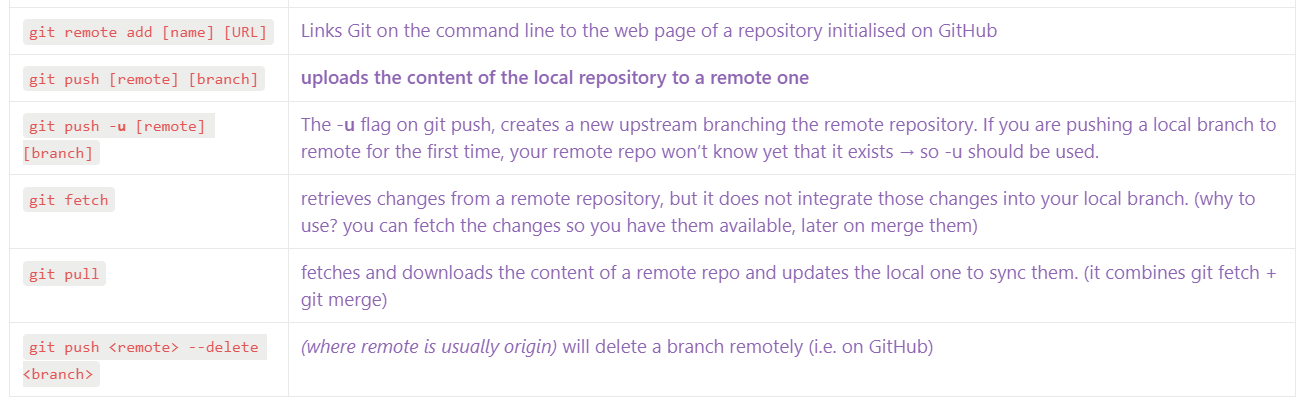 git remote add [name] [URL]
Links Git on the command line to the web page of a repository initialised on GitHub
git push [remote] [branch]
uploads the content of the local repository to a remote one
git push -u [remote]
[branch]
The -u flag on git push, creates a new upstream branching the remote repository. If you are pushing a local branch to
remote for the first time, your remote repo won’t know yet that it exists → so -u should be used.
git fetch
retrieves changes from a remote repository, but it does not integrate those changes into your local branch. (why to
use? you can fetch the changes so you have them available, later on merge them)
git pull
fetches and downloads the content of a remote repo and updates the local one to sync them. (it combines git fetch +
git merge)
git push <remote> --delete
<branch>
(where remote is usually origin) will delete a branch remotely (i.e. on GitHub)